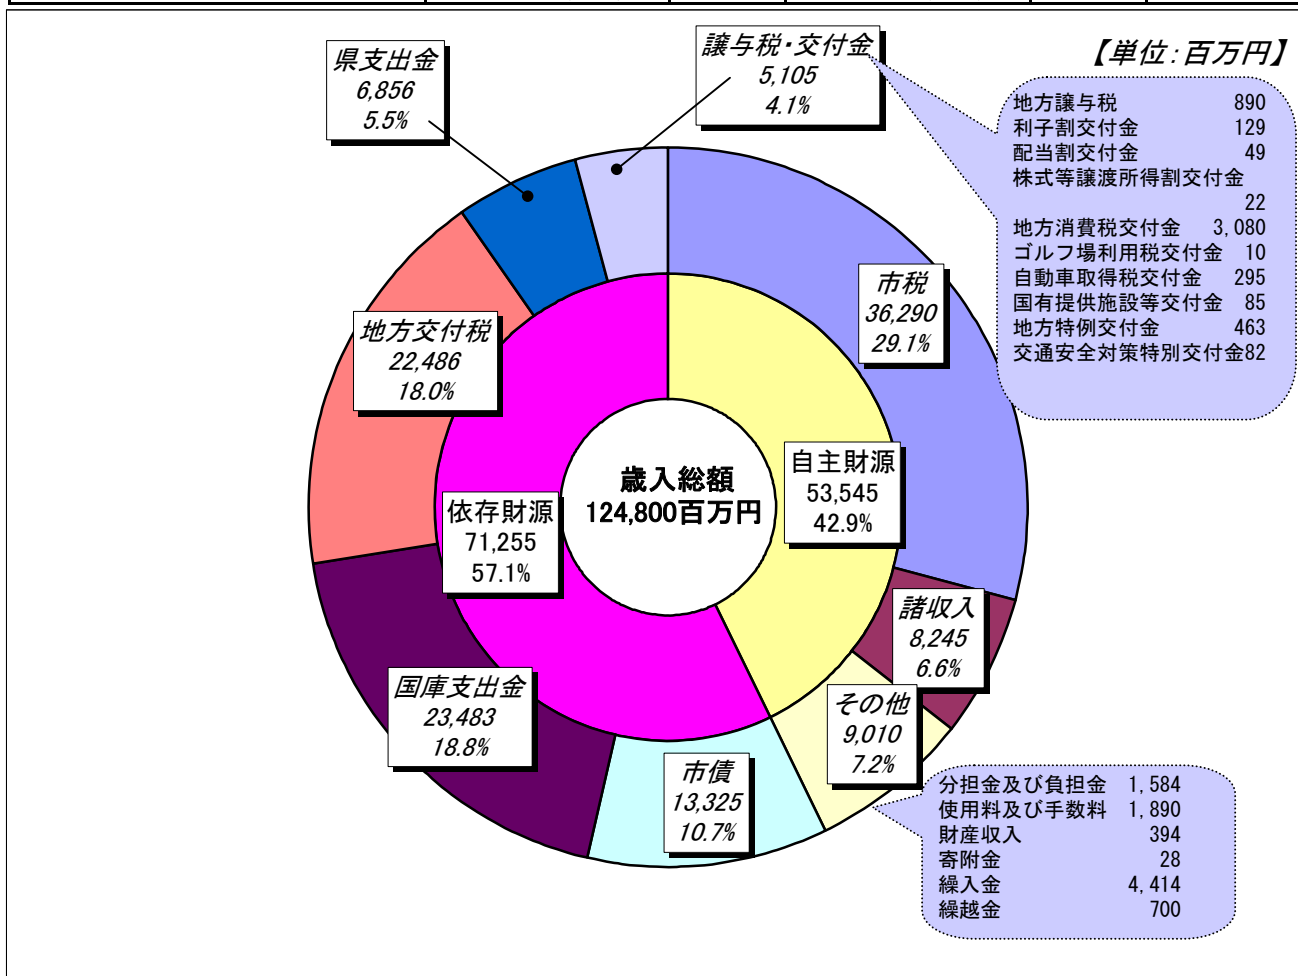 【単位:百万円】
県支出金
6,856
5.5%
譲与税・交付金
5,105
4.1%
地方譲与税 890
利子割交付金 129
配当割交付金 49
株式等譲渡所得割交付金
22
地方消費税交付金 3,080
ゴルフ場利用税交付金 10
自動車取得税交付金 295
国有提供施設等交付金 85
地方特例交付金 463
交通安全対策特別交付金82
市税
36,290
29.1%
地方交付税
22,486
18.0%
自主財源
53,545
42.9%
歳入総額
124,800百万円
依存財源
71,255
57.1%
諸収入
8,245
6.6%
その他
9,010
7.2%
国庫支出金
23,483
18.8%
市債
13,325
10.7%
分担金及び負担金 1,584
使用料及び手数料 1,890
財産収入 394
寄附金 28
繰入金 4,414
繰越金 700